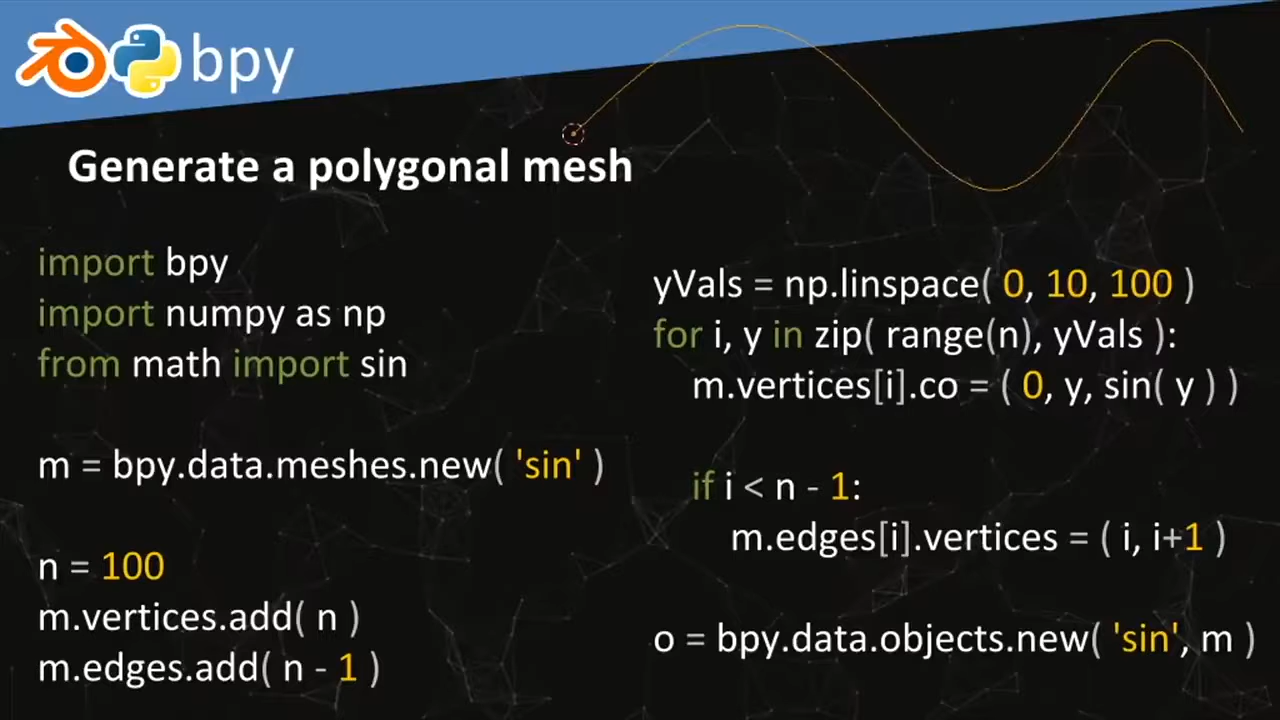 bpy
Generate a polygonal mesh
import bpy
import numpy as np
from math import sin
m = bpy.data.meshes.new( 'sin' )
n = 100
m.vertices.add( n )
m.edges.add( n - 1 )
yVals = np.linspace( 0, 10, 100 )
for i, y in zip( range(n), yVals ):
m.vertices[i].co = ( 0, y, sin( y ) )
if i < n - 1:
m.edges[i].vertices = ( i, i+1 )
o = bpy.data.objects.new( 'sin', m )